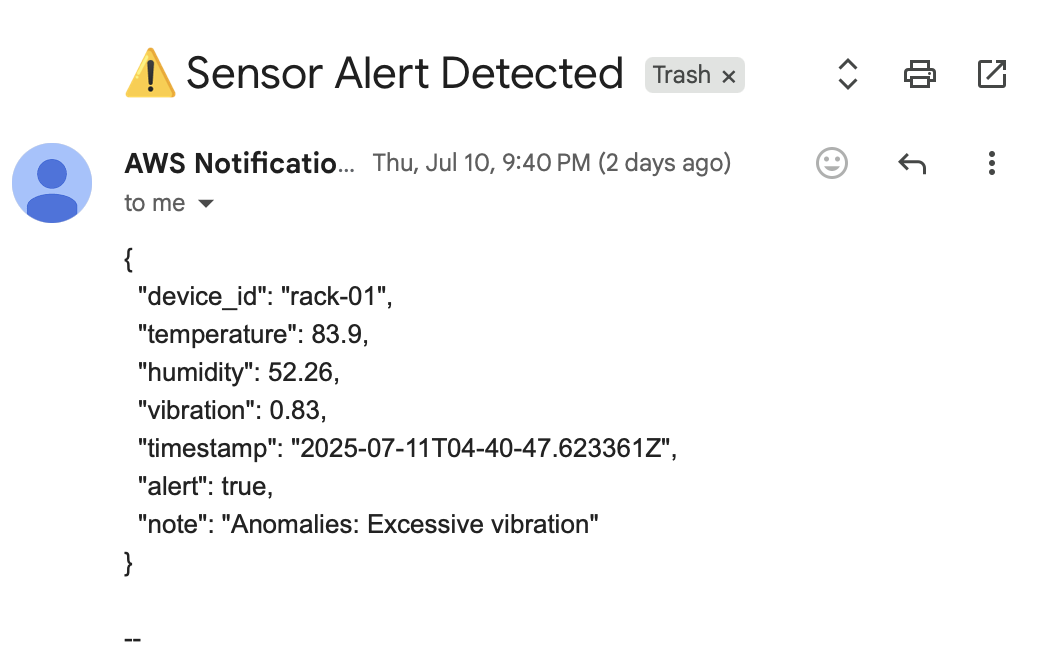 ⚠️ Sensor Alert Detected Trash ×
AWS Notificatio... Thu, Jul 10, 9:40 PM (2 days ago)
to me
{
"device_id": "rack-01",
"temperature": 83.9,
"humidity": 52.26,
"vibration": 0.83,
"timestamp": "2025-07-11T04-40-47.623361Z",
"alert": true,
"note": "Anomalies: Excessive vibration"
}
--